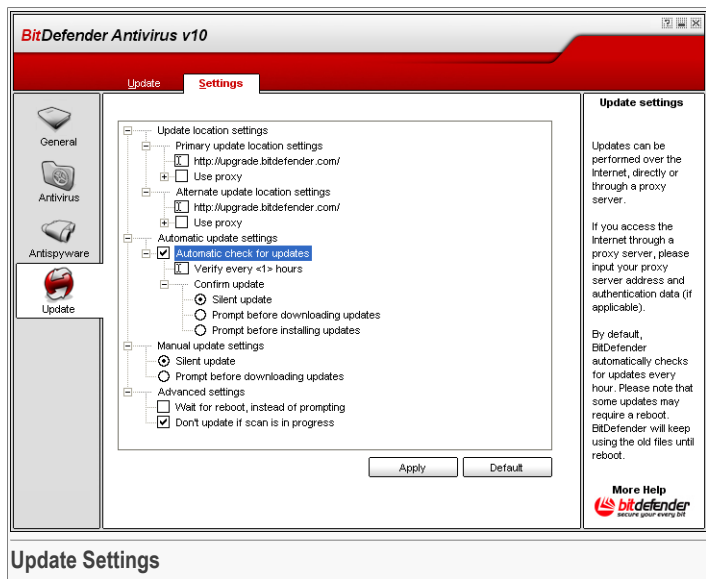 BitDefender Antivirus v10
Update
Settings
General
Antivirus
Antispyware
Update
Update location settings
Primary update location settings
http://upgrade.bitdefender.com/
Use proxy
Alternate update location settings
http://upgrade.bitdefender.com/
Use proxy
Automatic update settings
Automatic check for updates
Verify every <1> hours
Confirm update
Silent update
Prompt before downloading updates
Prompt before installing updates
Manual update settings
Silent update
Prompt before downloading updates
Advanced settings
Wait for reboot, instead of prompting
Don't update if scan is in progress
Apply
Default
Update settings
Updates can be
performed over the
Internet, directly or
through a proxy
server.
If you access the
Internet through a
proxy server, please
input your proxy
server address and
authentication data (if
applicable).
By default,
BitDefender
automatically checks
for updates every
hour. Please note that
some updates may
require a reboot.
BitDefender will keep
using the old files until
reboot.
More Help
bitdefender
secure your every bit
Update Settings